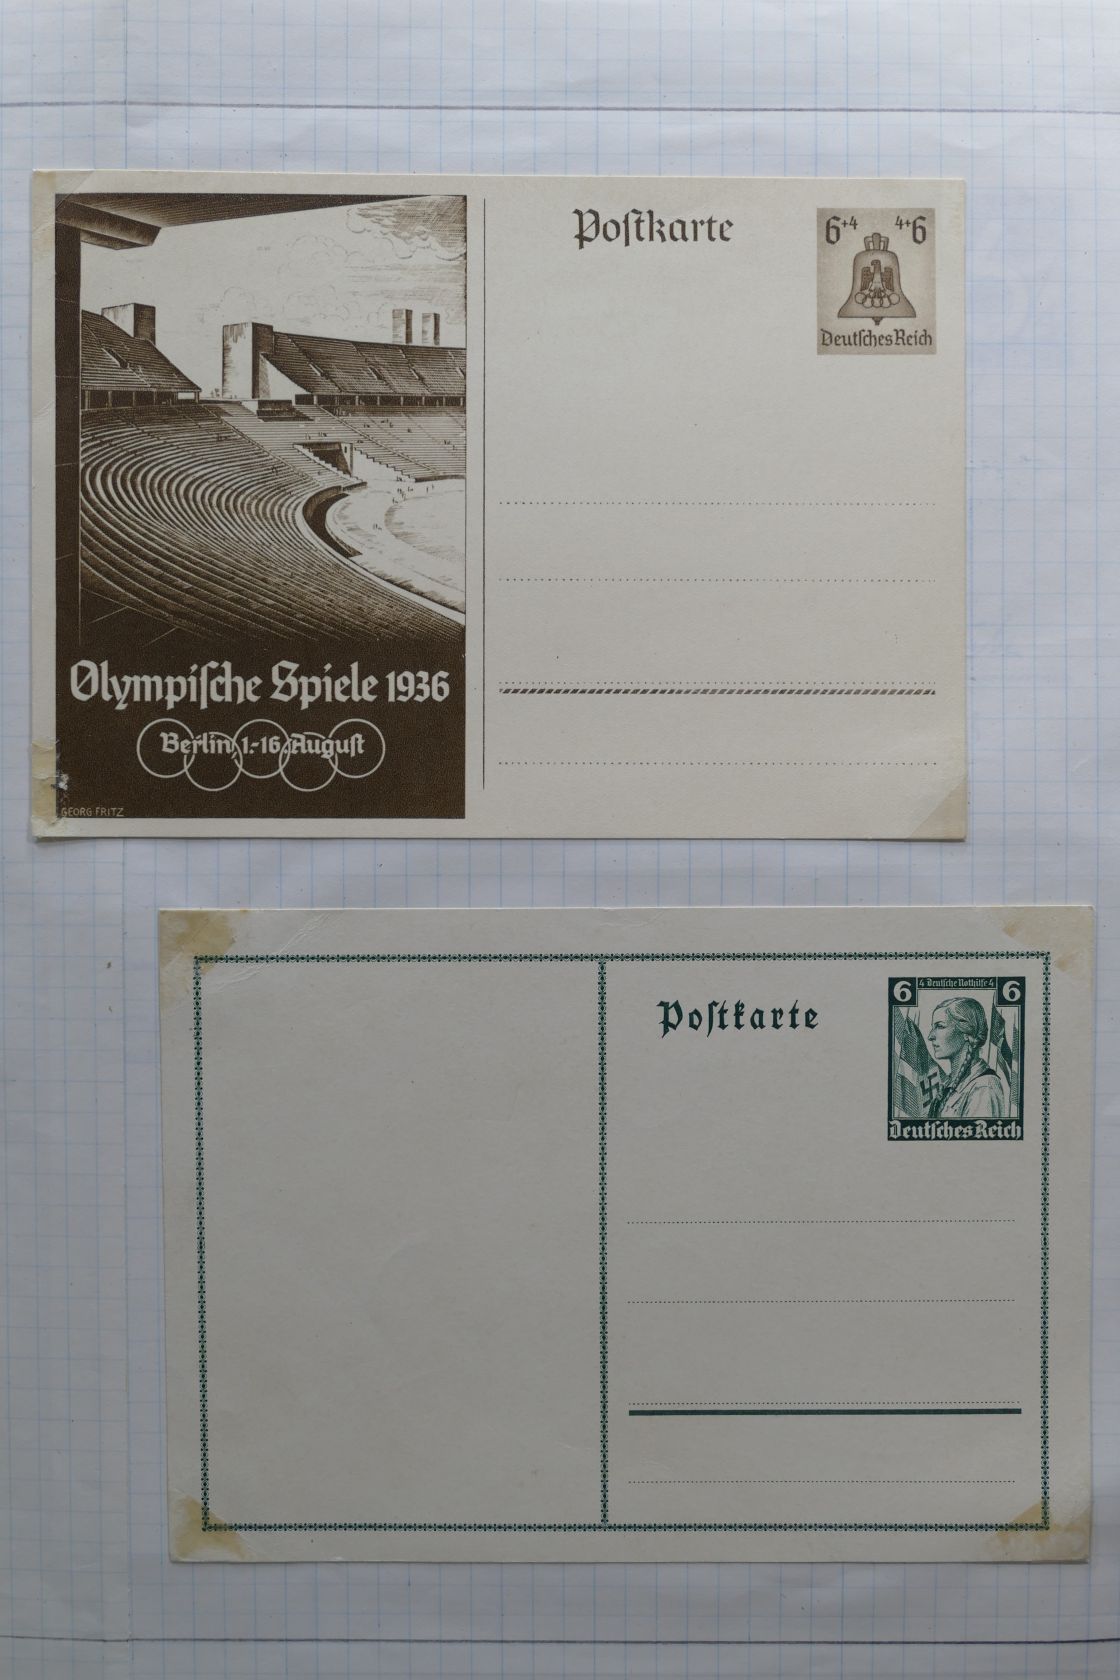 Poſtkarte
6+4 4+6
Deutſches Reich
Olympiſche Spiele 1936
Berlin, 1.-16. Auguſt
GEORG FRITZ
Poſtkarte
6 4 Deutſche Nothilfe 4 6
Deutſches Reich